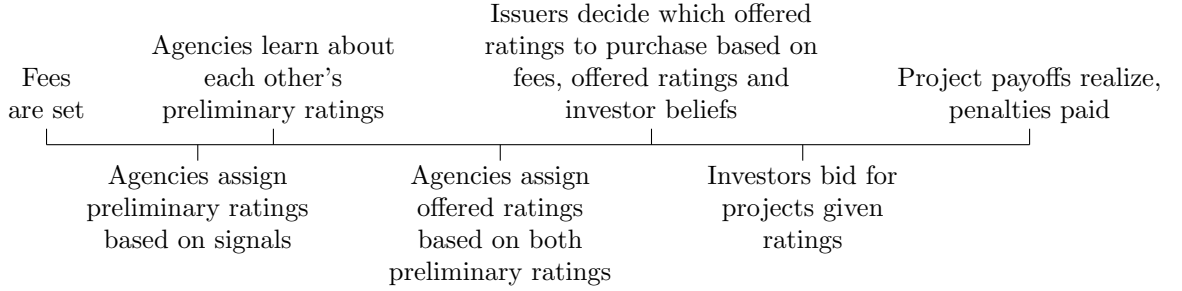 Fees
are set
Agencies assign
preliminary ratings
based on signals
Agencies learn about
each other's
preliminary ratings
Agencies assign
offered ratings
based on both
preliminary ratings
Issuers decide which offered
ratings to purchase based on
fees, offered ratings and
investor beliefs
Investors bid for
projects given
ratings
Project payoffs realize,
penalties paid